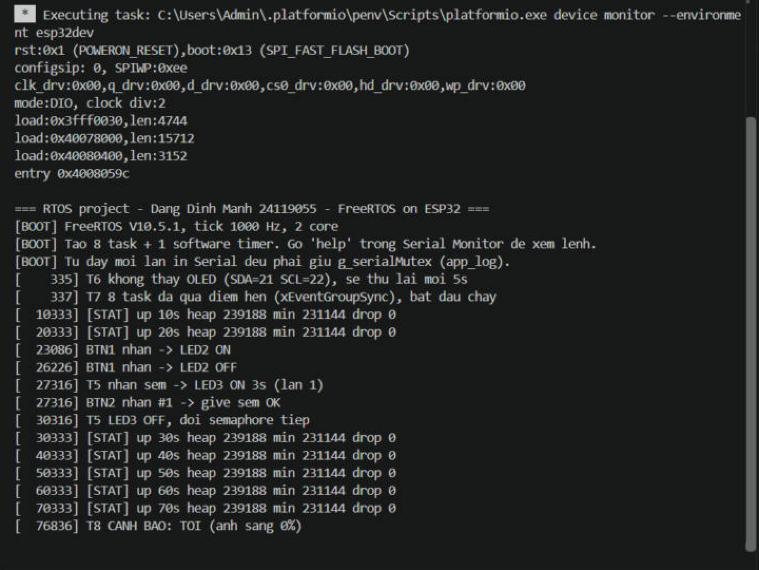 * Executing task: C:\Users\Admin\.platformio\penv\Scripts\platformio.exe device monitor --environme
nt esp32dev
rst:0x1 (POWERON_RESET),boot:0x13 (SPI_FAST_FLASH_BOOT)
configsip: 0, SPIWP:0xee
clk_drv:0x00,q_drv:0x00,d_drv:0x00,cs0_drv:0x00,hd_drv:0x00,wp_drv:0x00
mode:DIO, clock div:2
load:0x3fff0030,len:4744
load:0x40078000,len:15712
load:0x40080400,len:3152
entry 0x4008059c
=== RTOS project - Dang Dinh Manh 24119055 - FreeRTOS on ESP32 ===
[BOOT] FreeRTOS V10.5.1, tick 1000 Hz, 2 core
[BOOT] Tao 8 task + 1 software timer. Go 'help' trong Serial Monitor de xem lenh.
[BOOT] Tu day moi lan in Serial deu phai giu g_serialMutex (app_log).
[    335] T6 khong thay OLED (SDA=21 SCL=22), se thu lai moi 5s
[    337] T7 8 task da qua diem hen (xEventGroupSync), bat dau chay
[  10333] [STAT] up 10s heap 239188 min 231144 drop 0
[  20333] [STAT] up 20s heap 239188 min 231144 drop 0
[  23086] BTN1 nhan -> LED2 ON
[  26226] BTN1 nhan -> LED2 OFF
[  27316] T5 nhan sem -> LED3 ON 3s (lan 1)
[  27316] BTN2 nhan #1 -> give sem OK
[  30316] T5 LED3 OFF, doi semaphore tiep
[  30333] [STAT] up 30s heap 239188 min 231144 drop 0
[  40333] [STAT] up 40s heap 239188 min 231144 drop 0
[  50333] [STAT] up 50s heap 239188 min 231144 drop 0
[  60333] [STAT] up 60s heap 239188 min 231144 drop 0
[  70333] [STAT] up 70s heap 239188 min 231144 drop 0
[  76836] T8 CANH BAO: TOI (anh sang 0%)